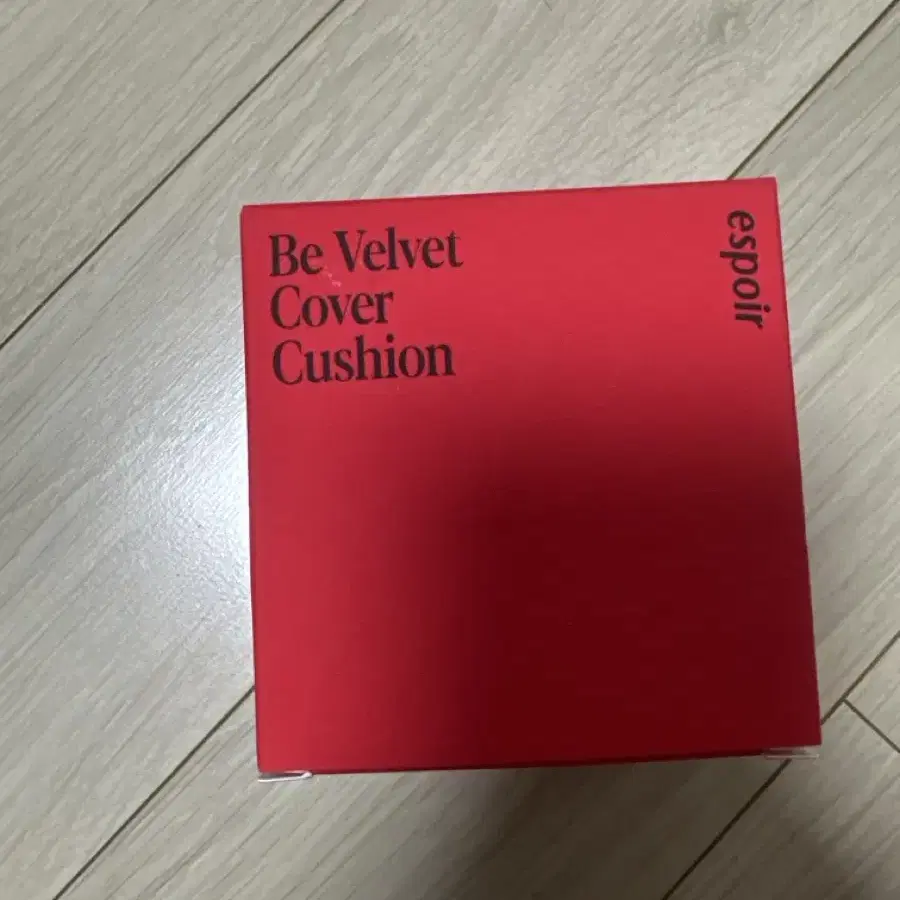 Be Velvet
Cover
Cushion
espoir